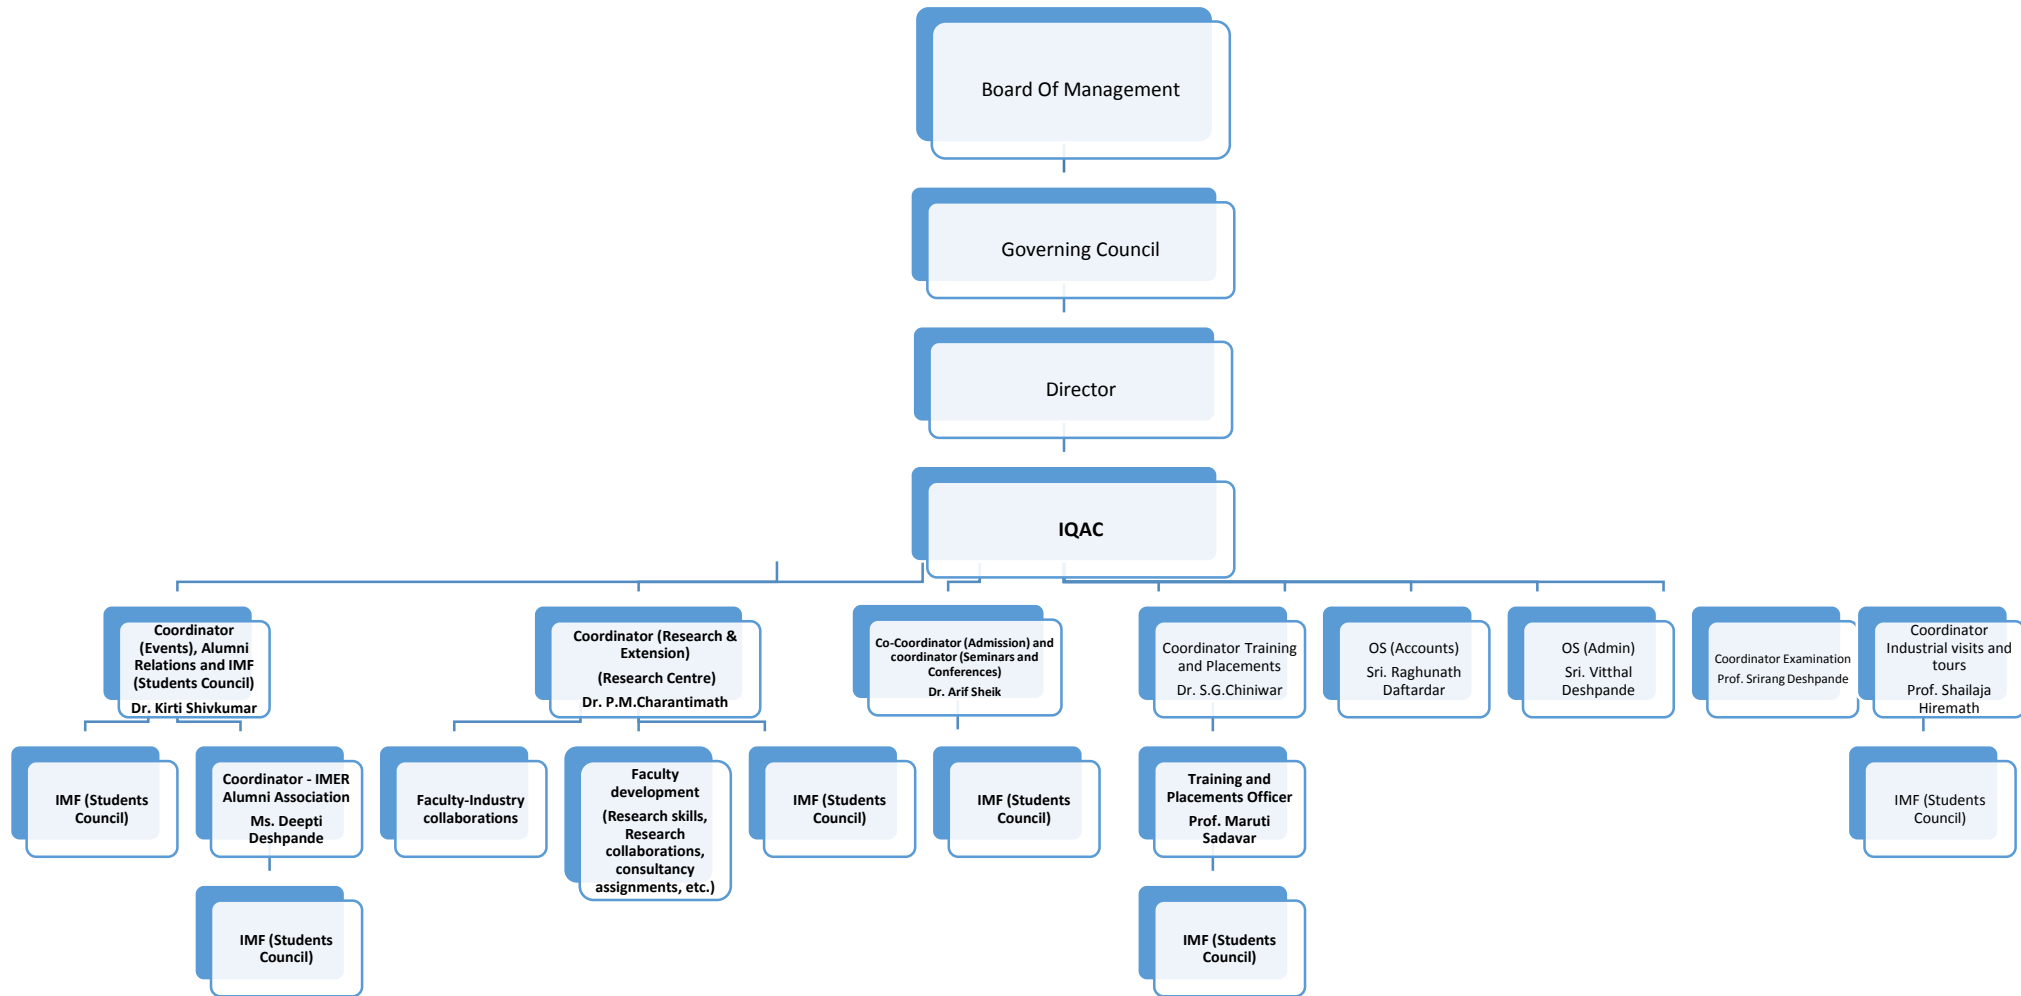 Board Of Management
Governing Council
Director
IQAC
Coordinator
(Events), Alumni
Relations and IMF
(Students Council)
Dr. Kirti Shivkumar
Coordinator (Research &
Extension)
(Research Centre)
Dr. P.M.Charantimath
Co-Coordinator (Admission) and
coordinator (Seminars and
Conferences)
Dr. Arif Sheik
Coordinator Training
and Placements
Dr. S.G.Chiniwar
OS (Accounts)
Sri. Raghunath
Daftardar
OS (Admin)
Sri. Vitthal
Deshpande
Coordinator Examination
Prof. Srirang Deshpande
Coordinator
Industrial visits and
tours
Prof. Shailaja
Hiremath
IMF (Students
Council)
Coordinator - IMER
Alumni Association
Ms. Deepti
Deshpande
Faculty-Industry
collaborations
Faculty
development
(Research skills,
Research
collaborations,
consultancy
assignments, etc.)
IMF (Students
Council)
IMF (Students
Council)
Training and
Placements Officer
Prof. Maruti
Sadavar
IMF (Students
Council)
IMF (Students
Council)
IMF (Students
Council)